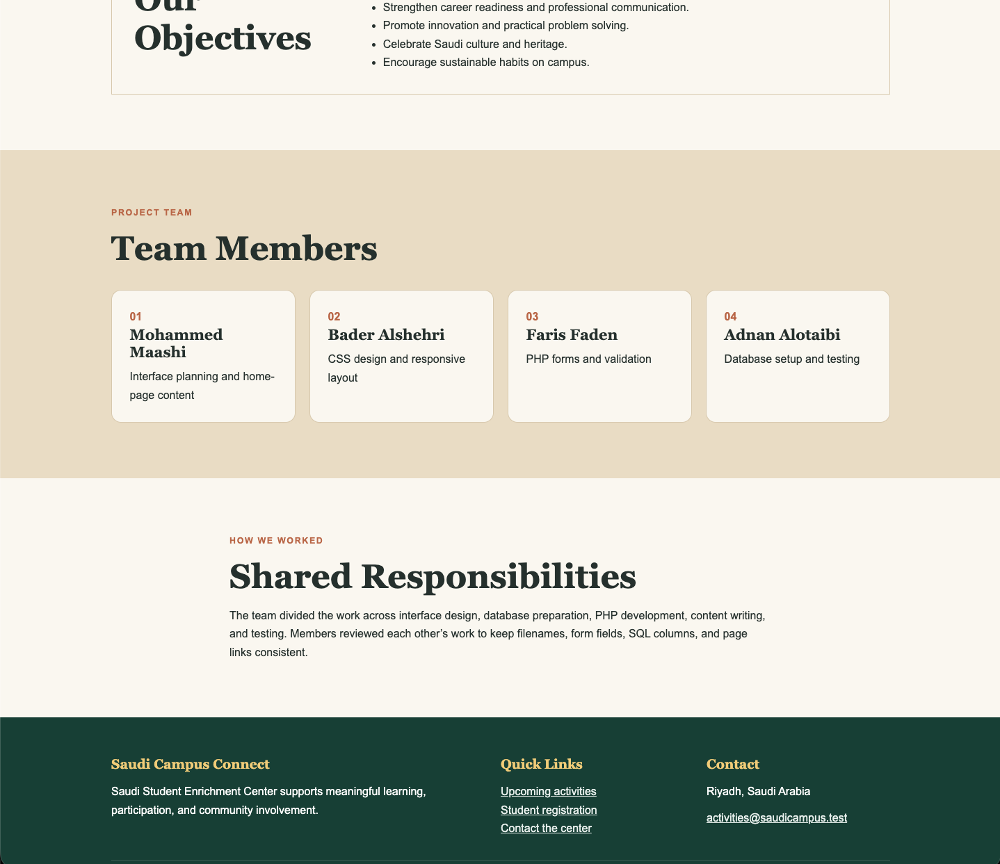 Our
Objectives
Strengthen career readiness and professional communication.
Promote innovation and practical problem solving.
Celebrate Saudi culture and heritage.
Encourage sustainable habits on campus.
PROJECT TEAM
Team Members
01
Mohammed
Maashi
Interface planning and home-
page content
02
Bader Alshehri
CSS design and responsive
layout
03
Faris Faden
PHP forms and validation
04
Adnan Alotaibi
Database setup and testing
HOW WE WORKED
Shared Responsibilities
The team divided the work across interface design, database preparation, PHP development, content writing,
and testing. Members reviewed each other’s work to keep filenames, form fields, SQL columns, and page
links consistent.
Saudi Campus Connect
Saudi Student Enrichment Center supports meaningful learning,
participation, and community involvement.
Quick Links
Upcoming activities
Student registration
Contact the center
Contact
Riyadh, Saudi Arabia
activities@saudicampus.test